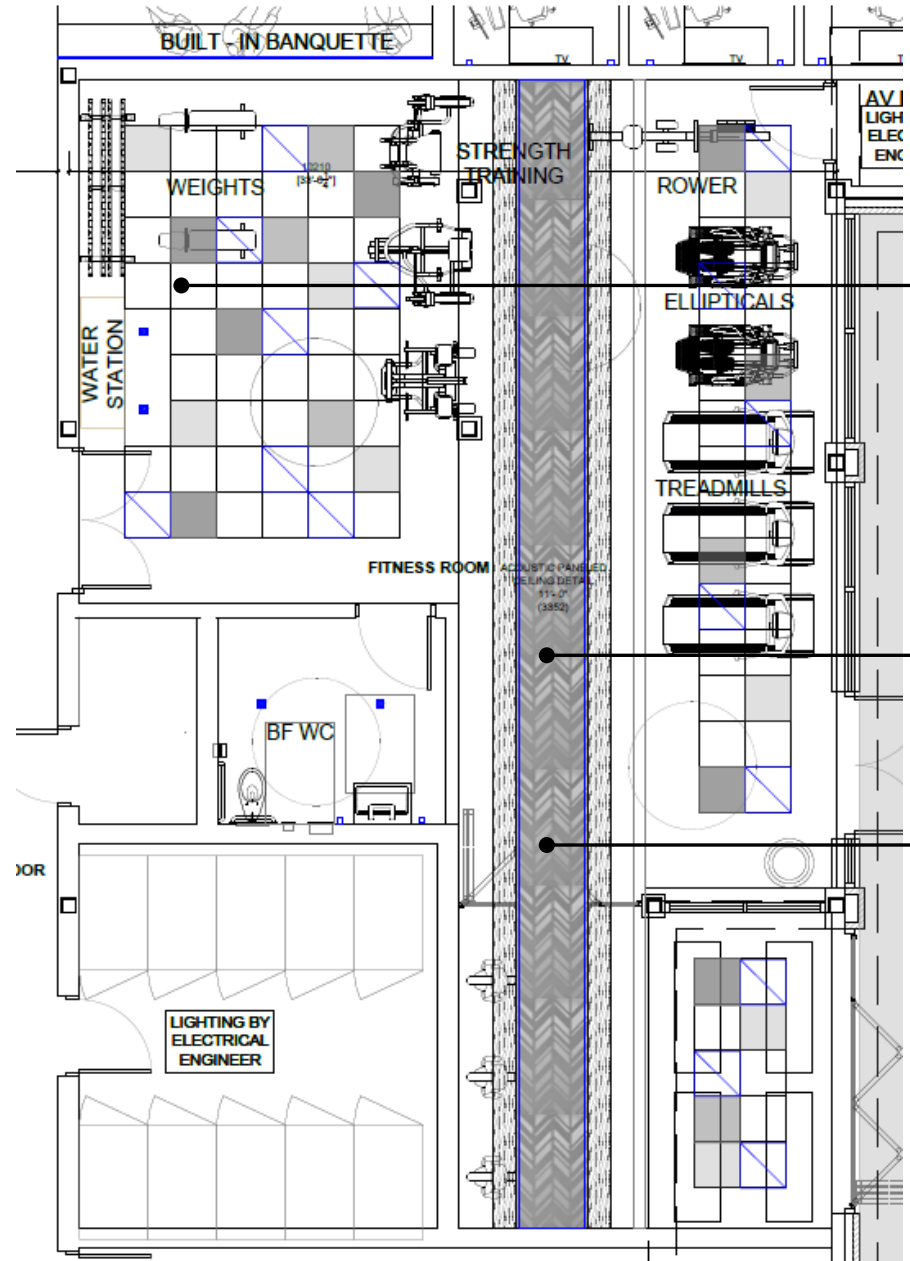 BUILT - IN BANQUETTE
TV
TV
AV
LIGH
ELEC
ENG
STRENGTH
TRAINING
WEIGHTS
ROWER
ELLIPTICALS
WATER
STATION
TREADMILLS
FITNESS ROOM
ACOUSTIC PANELED
CEILING DETAIL
11'- 0"
(3352)
BF WC
OOR
LIGHTING BY
ELECTRICAL
ENGINEER